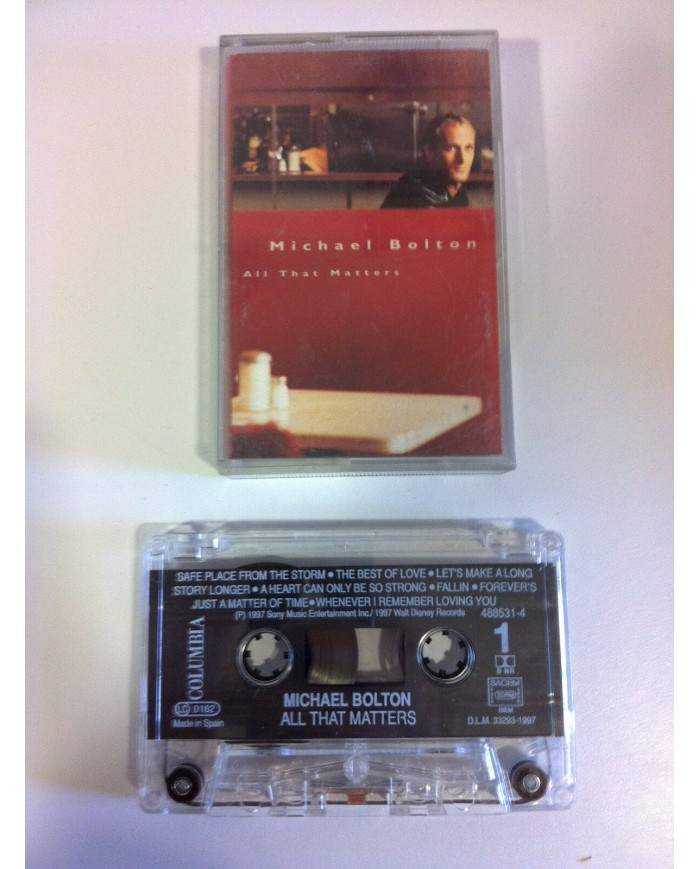 Michael Bolton
All That Matters
SAFE PLACE FROM THE STORM • THE BEST OF LOVE • LET'S MAKE A LONG
STORY LONGER • A HEART CAN ONLY BE SO STRONG • FALLIN • FOREVER'S
JUST A MATTER OF TIME • WHENEVER I REMEMBER LOVING YOU
(P) 1997 Sony Music Entertainment Inc./ 1997 Walt Disney Records 488531-4
COLUMBIA
1
B NR
SACEM
MICHAEL BOLTON
LC 0162
ALL THAT MATTERS
Made in Spain
D.L.M. 33293-1997